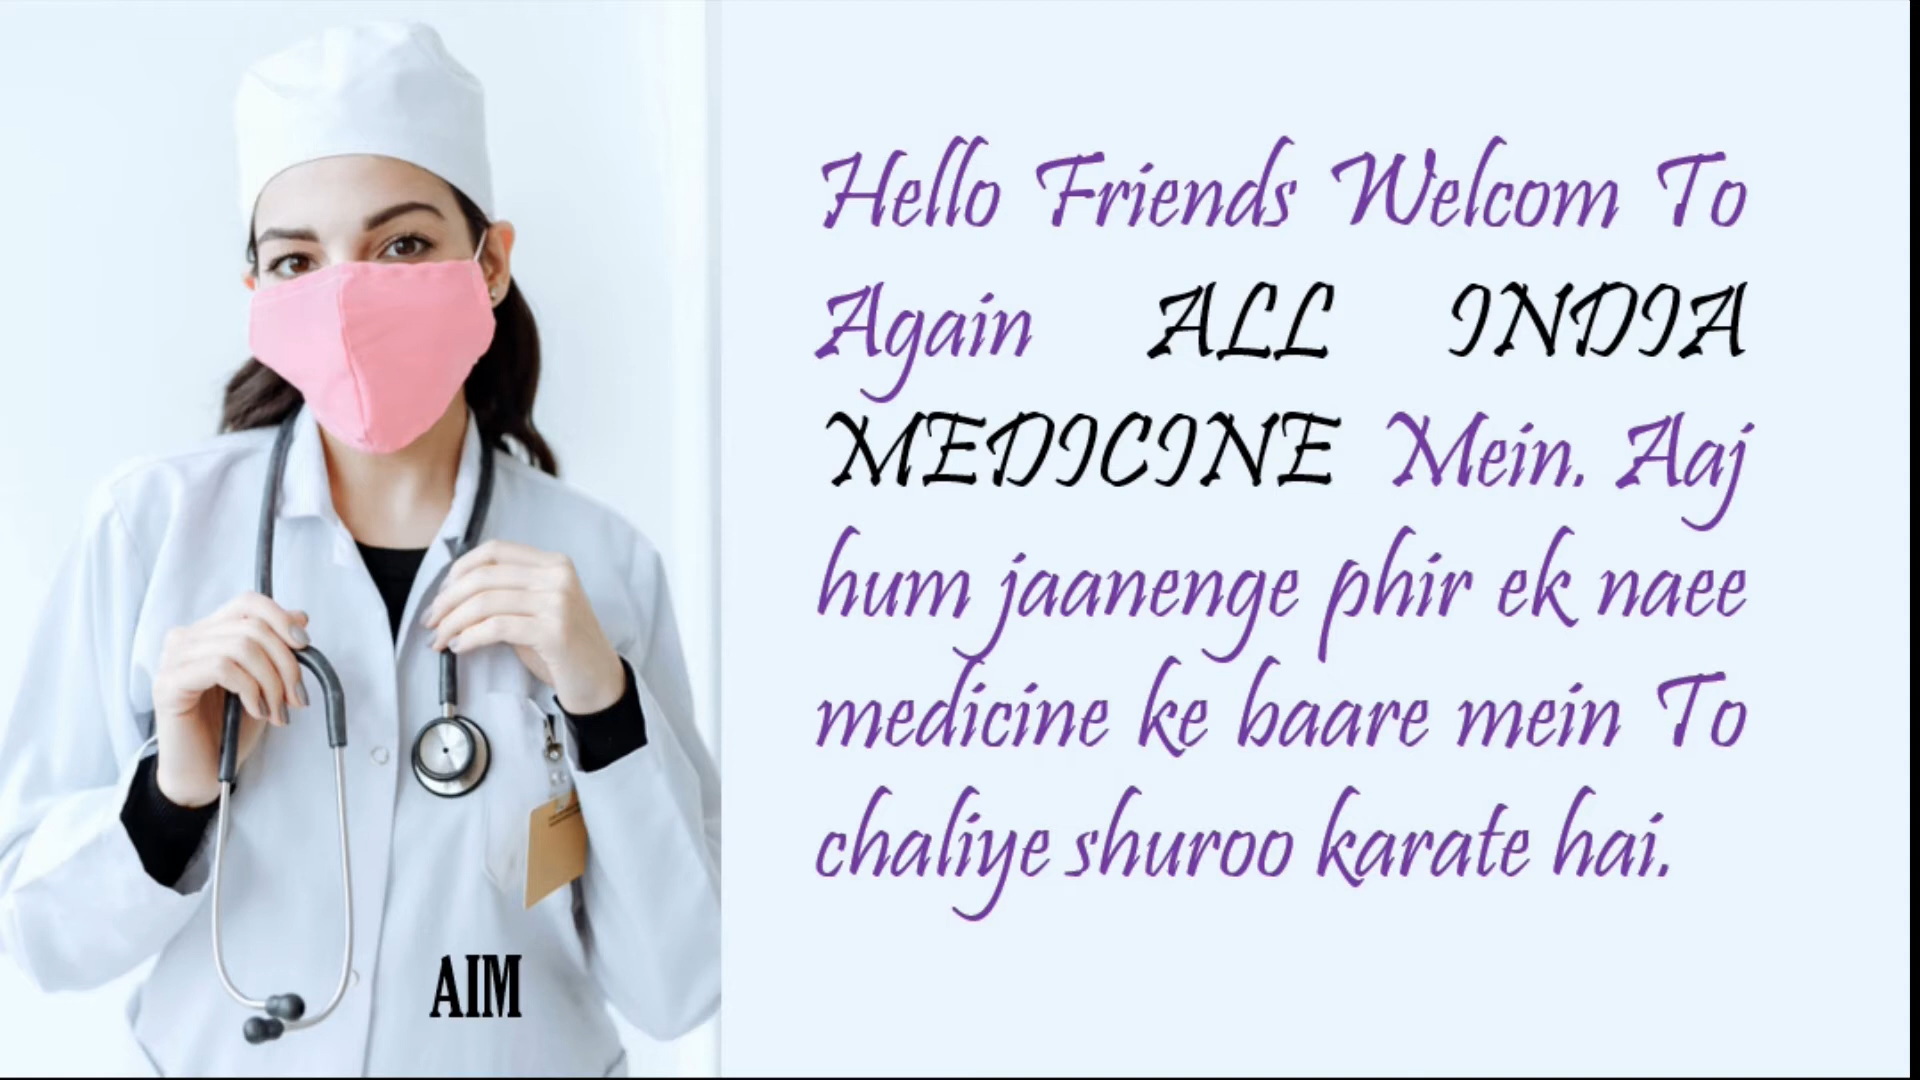 Hello Friends Welcom To
Again ALL INDIA
MEDICINE Mein. Aaj
hum jaanenge phir ek naee
medicine ke baare mein To
chaliye shuroo karate hai.
AIM